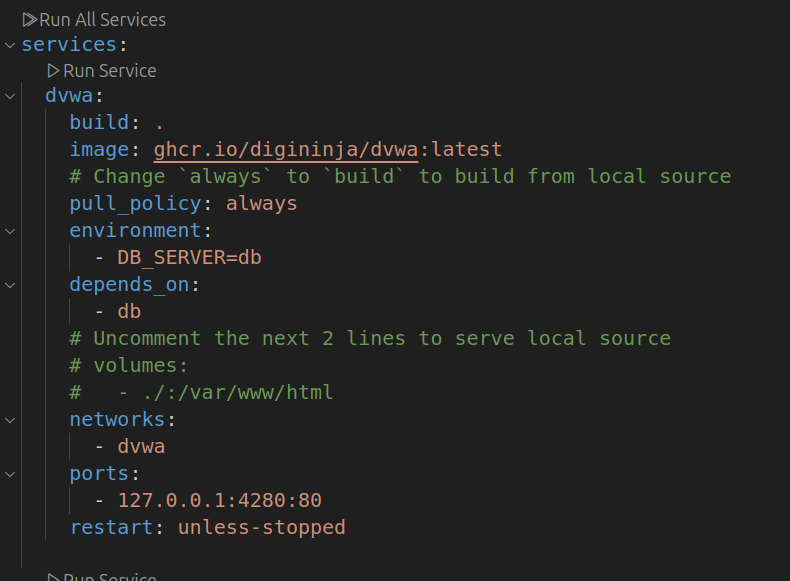 Run All Services
services:
Run Service
dvwa:
build: .
image: ghcr.io/digininja/dvwa:latest
# Change `always` to `build` to build from local source
pull_policy: always
environment:
- DB_SERVER=db
depends_on:
- db
# Uncomment the next 2 lines to serve local source
# volumes:
#   - ./:/var/www/html
networks:
- dvwa
ports:
- 127.0.0.1:4280:80
restart: unless-stopped
Run Service